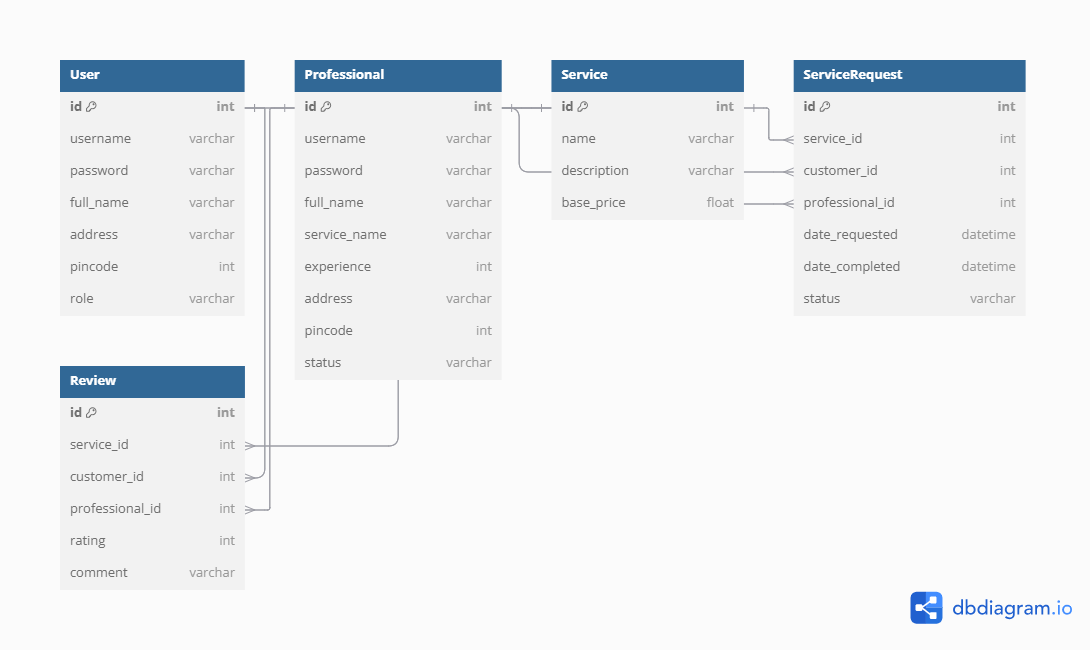 User
id int
username varchar
password varchar
full_name varchar
address varchar
pincode int
role varchar
Professional
id int
username varchar
password varchar
full_name varchar
service_name varchar
experience int
address varchar
pincode int
status varchar
Service
id int
name varchar
description varchar
base_price float
ServiceRequest
id int
service_id int
customer_id int
professional_id int
date_requested datetime
date_completed datetime
status varchar
Review
id int
service_id int
customer_id int
professional_id int
rating int
comment varchar
dbdiagram.io